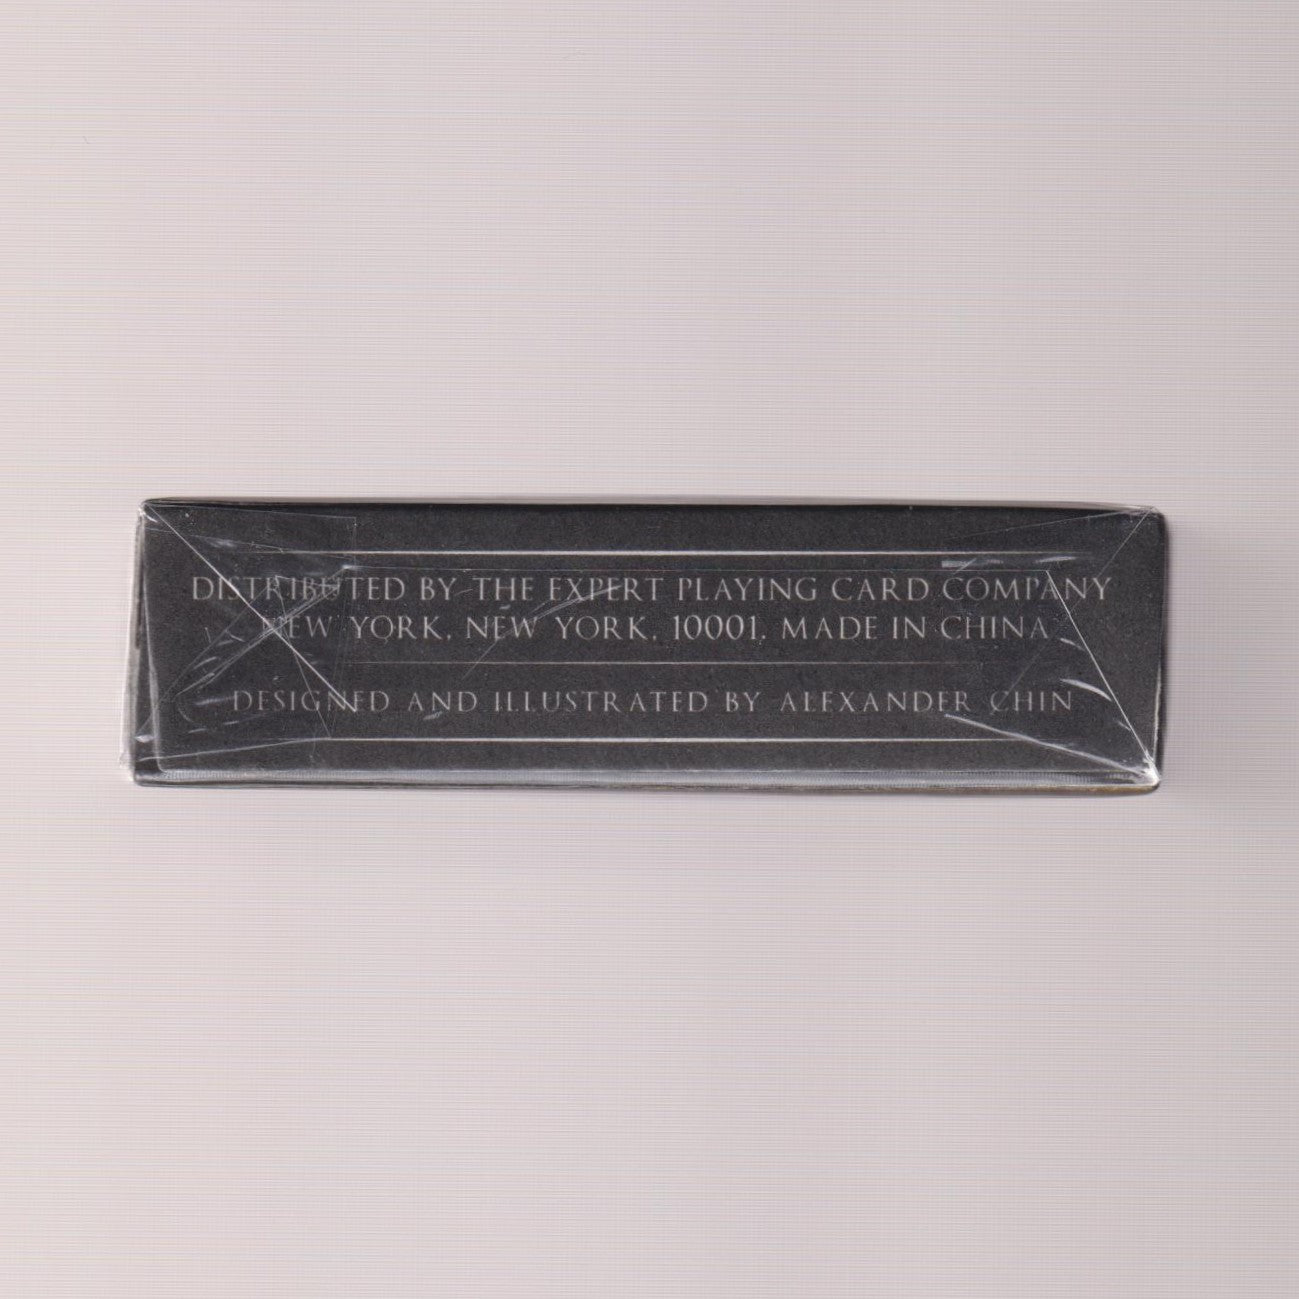 DISTRIBUTED BY THE EXPERT PLAYING CARD COMPANY
NEW YORK, NEW YORK, 10001. MADE IN CHINA
DESIGNED AND ILLUSTRATED BY ALEXANDER CHIN